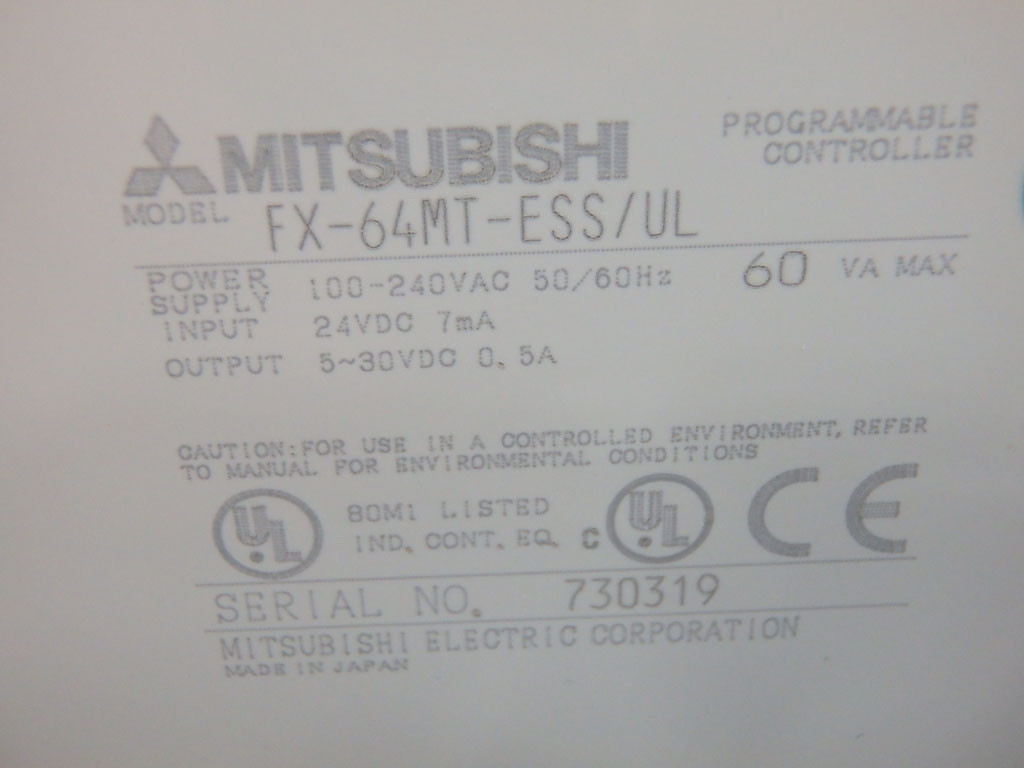 MITSUBISHI
PROGRAMMABLE
CONTROLLER
MODEL FX-64MT-ESS/UL
POWER
SUPPLY 100-240VAC 50/60Hz 60 VA MAX
INPUT 24VDC 7mA
OUTPUT 5~30VDC 0.5A
CAUTION:FOR USE IN A CONTROLLED ENVIRONMENT, REFER
TO MANUAL FOR ENVIRONMENTAL CONDITIONS
UL 80M1 LISTED
IND. CONT. EQ. C UL CE
SERIAL NO. 730319
MITSUBISHI ELECTRIC CORPORATION
MADE IN JAPAN